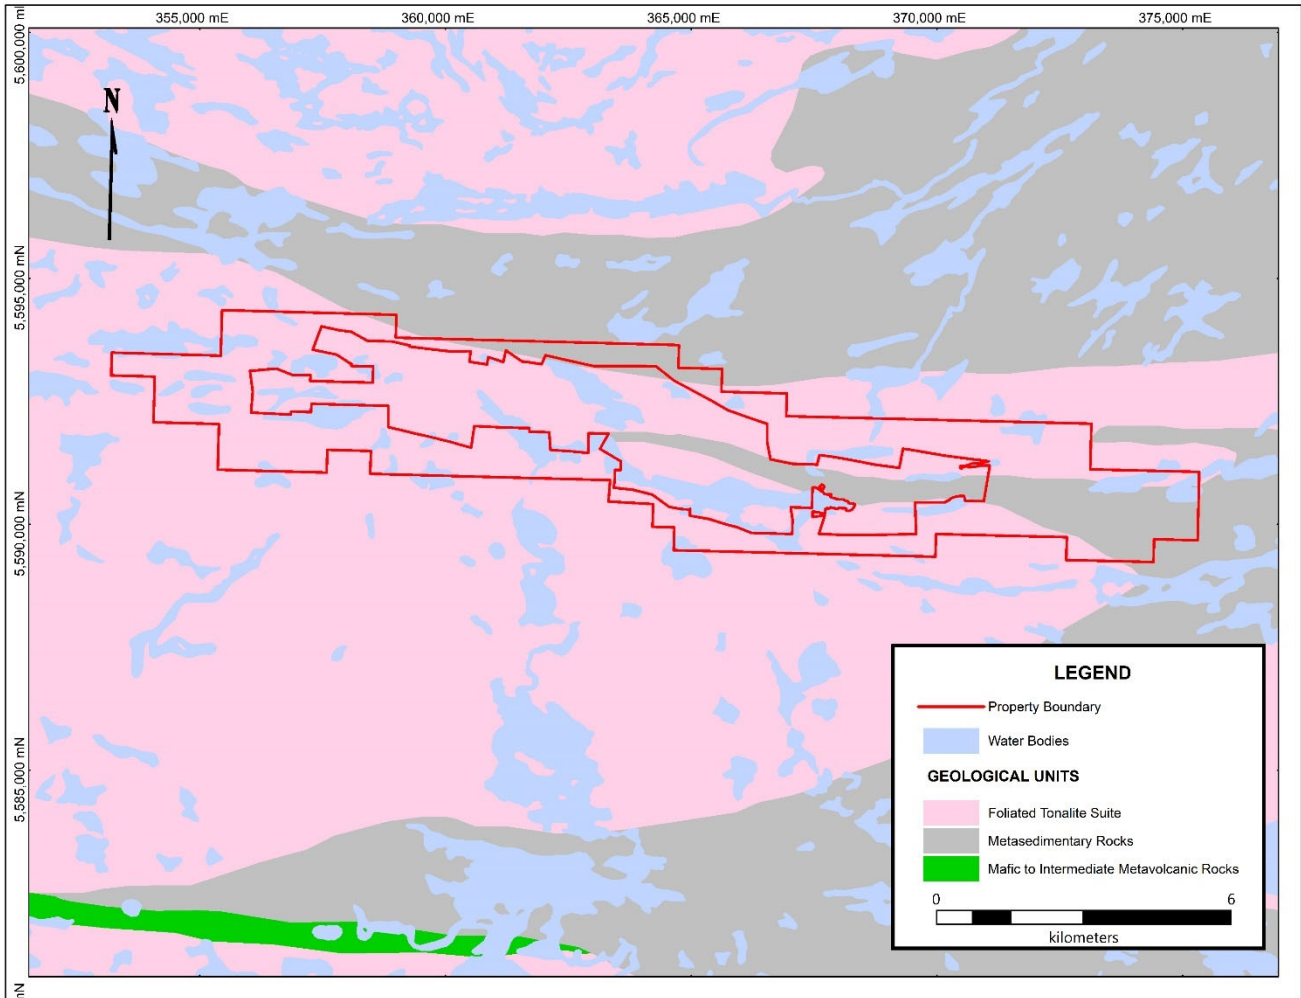 355,000 mE 360,000 mE 365,000 mE 370,000 mE 375,000 mE
5,600,000 ml
N
5,595,000 mN
5,590,000 mN
5,585,000 mN
mN
LEGEND
Property Boundary
Water Bodies
GEOLOGICAL UNITS
Foliated Tonalite Suite
Metasedimentary Rocks
Mafic to Intermediate Metavolcanic Rocks
0 6
kilometers